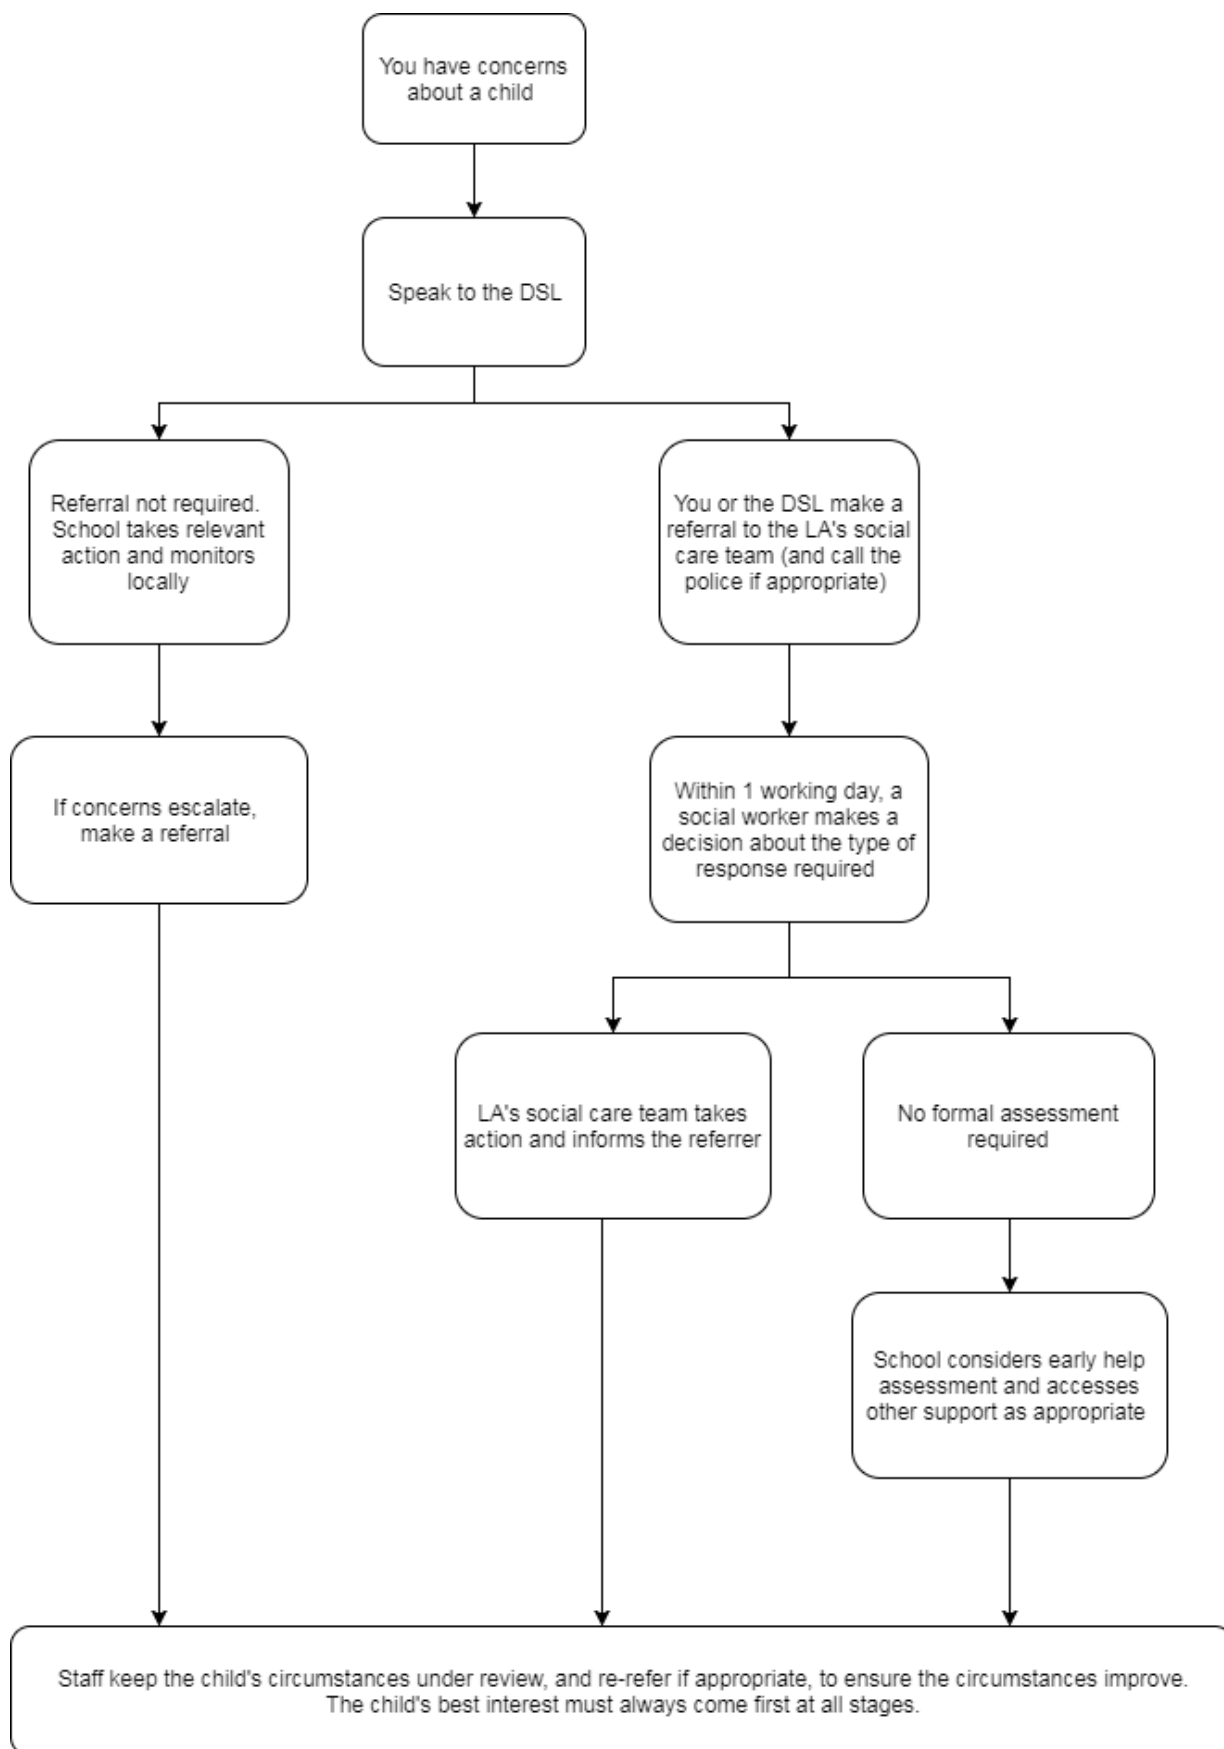 You have concerns
about a child
Speak to the DSL
Referral not required.
School takes relevant
action and monitors
locally
You or the DSL make a
referral to the LA's social
care team (and call the
police if appropriate)
If concerns escalate,
make a referral
Within 1 working day, a
social worker makes a
decision about the type of
response required
LA's social care team takes
action and informs the referrer
No formal assessment
required
School considers early help
assessment and accesses
other support as appropriate
Staff keep the child's circumstances under review, and re-refer if appropriate, to ensure the circumstances improve.
The child's best interest must always come first at all stages.